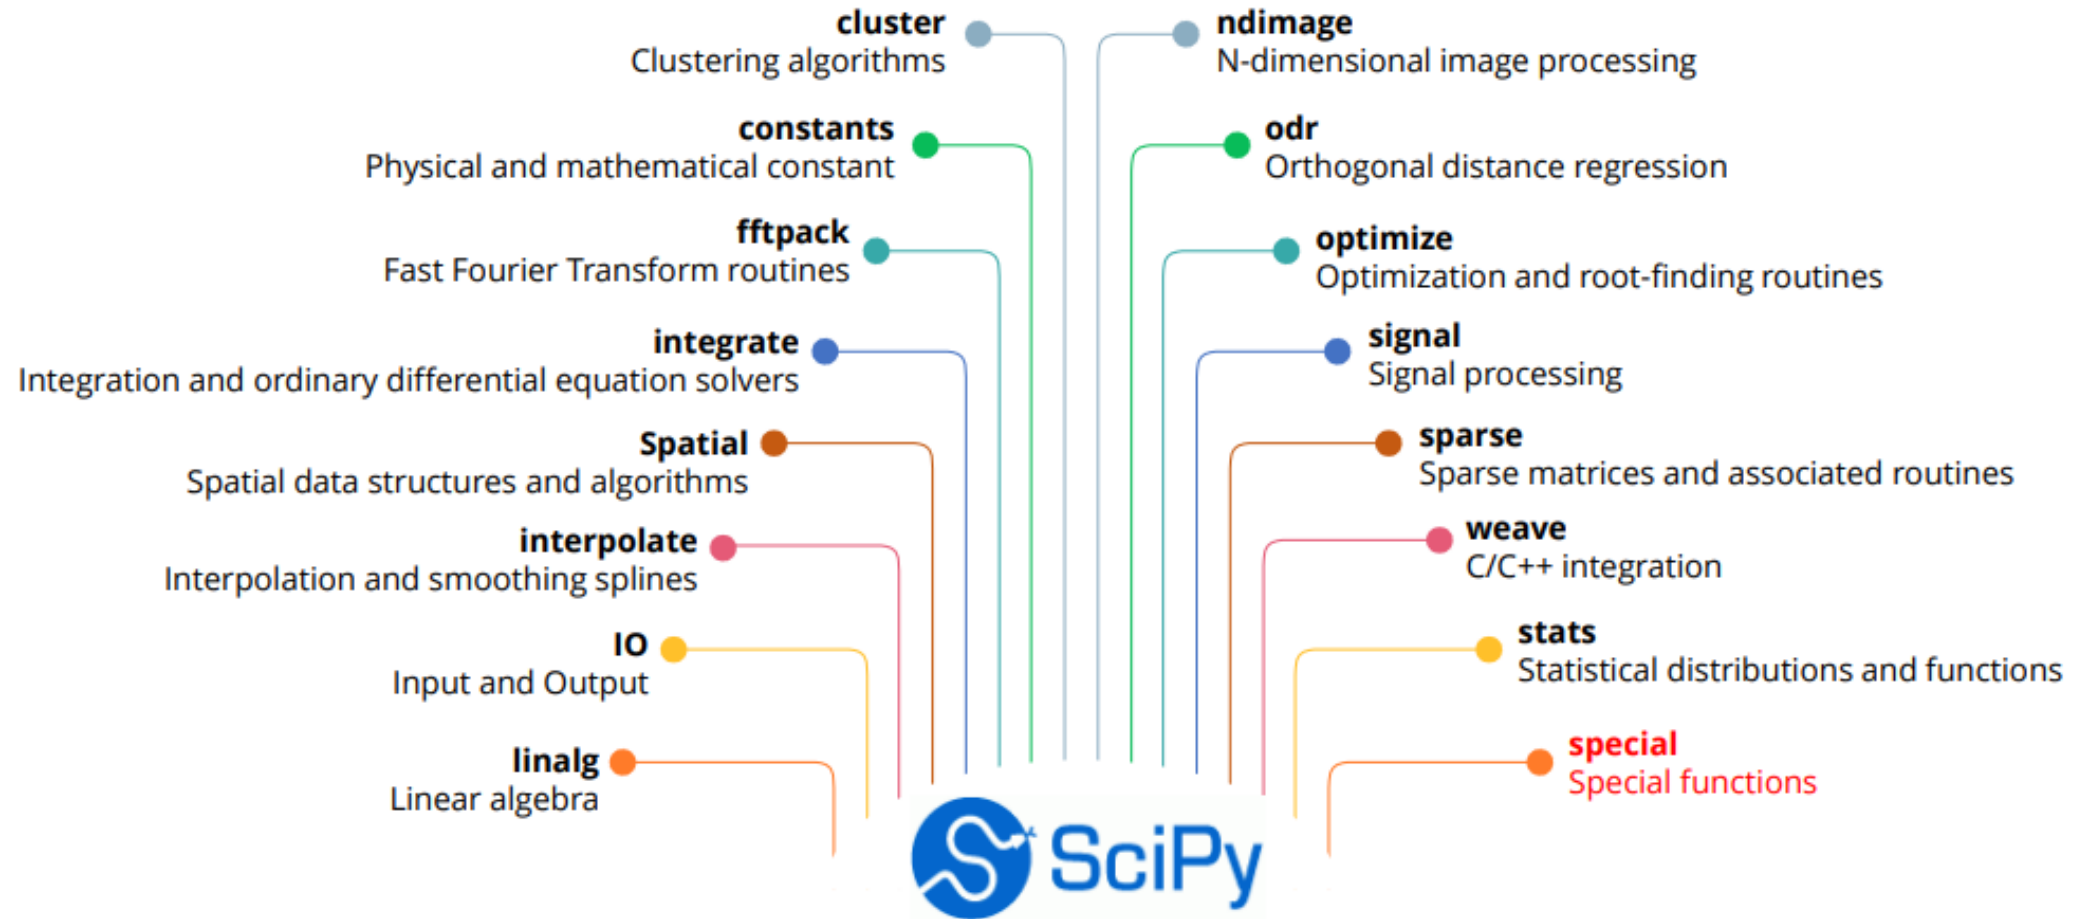 cluster
Clustering algorithms
constants
Physical and mathematical constant
fftpack
Fast Fourier Transform routines
integrate
Integration and ordinary differential equation solvers
Spatial
Spatial data structures and algorithms
interpolate
Interpolation and smoothing splines
IO
Input and Output
linalg
Linear algebra
ndimage
N-dimensional image processing
odr
Orthogonal distance regression
optimize
Optimization and root-finding routines
signal
Signal processing
sparse
Sparse matrices and associated routines
weave
C/C++ integration
stats
Statistical distributions and functions
special
Special functions
SciPy